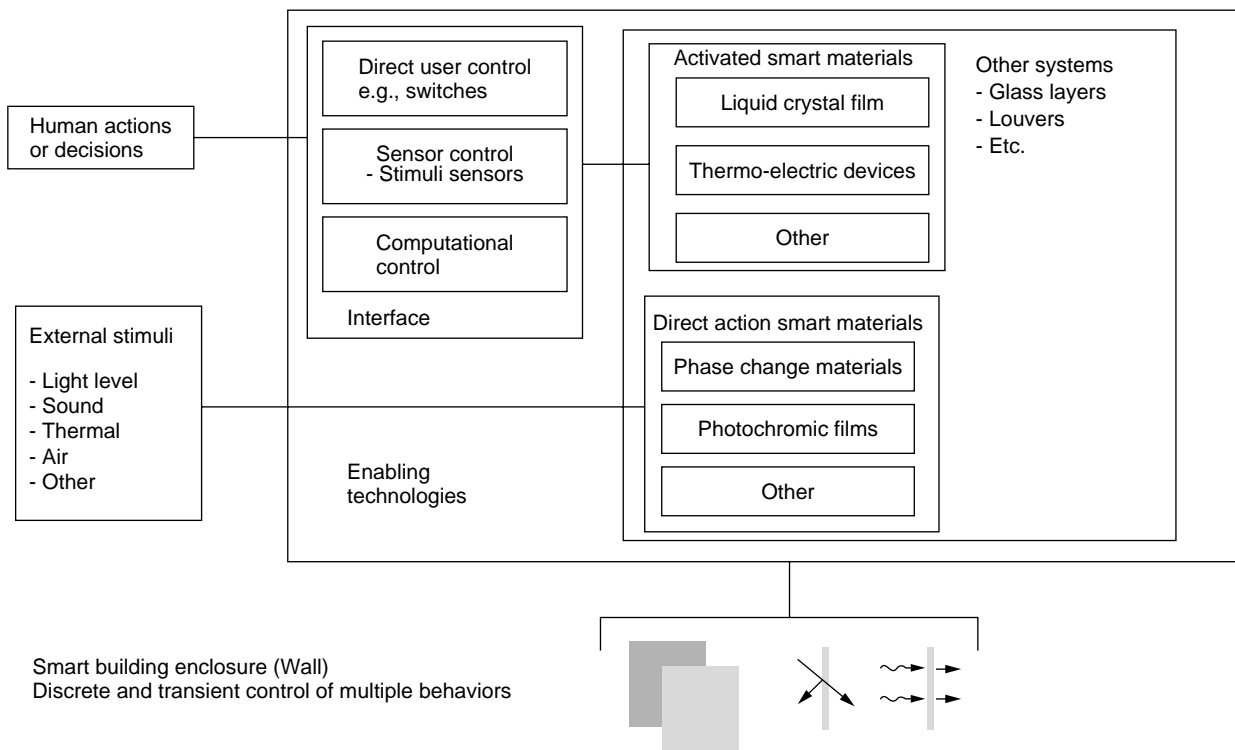 Human actions
or decisions
External stimuli
- Light level
- Sound
- Thermal
- Air
- Other
Direct user control
e.g., switches
Sensor control
- Stimuli sensors
Computational
control
Interface
Enabling
technologies
Activated smart materials
Liquid crystal film
Thermo-electric devices
Other
Direct action smart materials
Phase change materials
Photochromic films
Other
Other systems
- Glass layers
- Louvers
- Etc.
Smart building enclosure (Wall)
Discrete and transient control of multiple behaviors